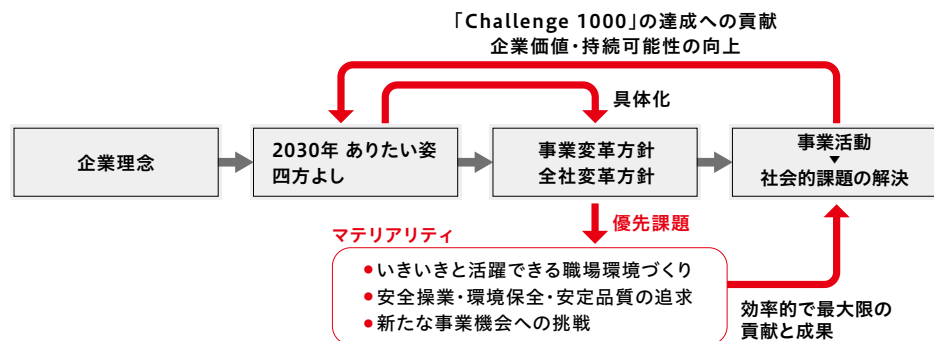 「Challenge 1000」の達成への貢献
企業価値・持続可能性の向上
具体化
企業理念
2030年 ありたい姿
四方よし
事業変革方針
全社変革方針
事業活動
▼
社会的課題の解決
優先課題
マテリアリティ
●いきいきと活躍できる職場環境づくり
●安全操業・環境保全・安定品質の追求
●新たな事業機会への挑戦
効率的で最大限の
貢献と成果